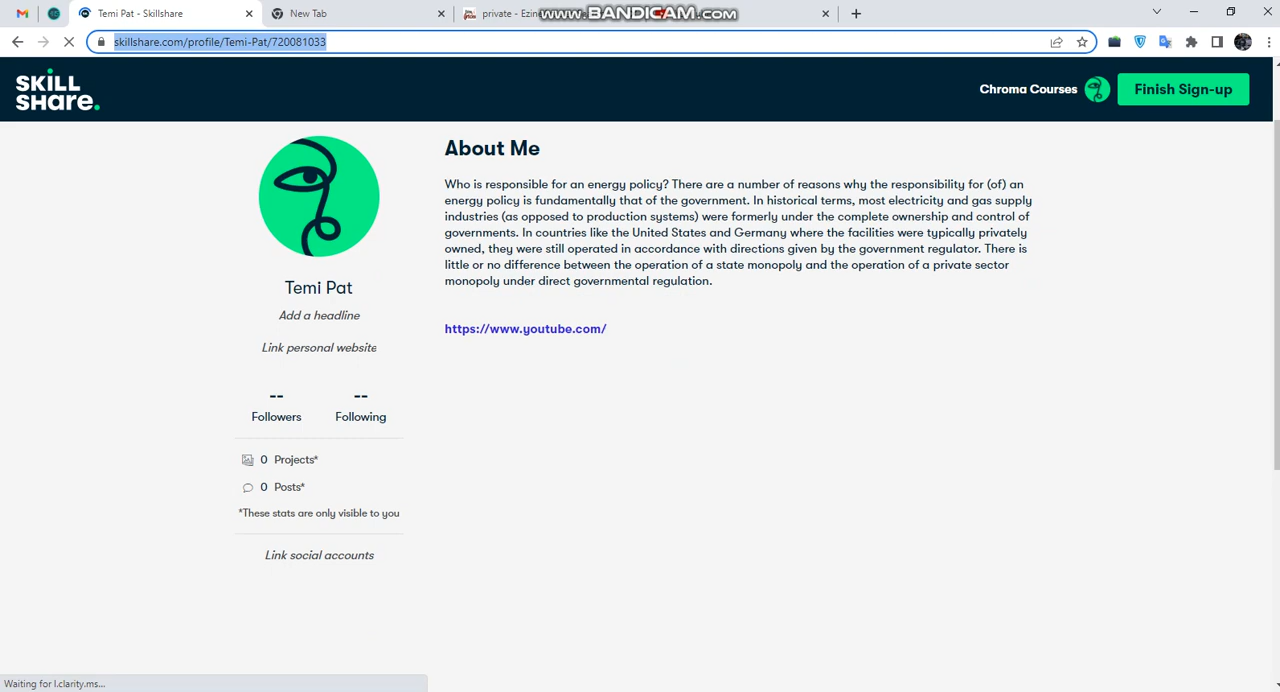 Temi Pat - Skillshare
New Tab
private - Ezin
www.BANDICAM.com
skillshare.com/profile/Temi-Pat/720081033
SKILL
SHARE.
Chroma Courses
Finish Sign-up
About Me
Who is responsible for an energy policy? There are a number of reasons why the responsibility for (of) an
energy policy is fundamentally that of the government. In historical terms, most electricity and gas supply
industries (as opposed to production systems) were formerly under the complete ownership and control of
governments. In countries like the United States and Germany where the facilities were typically privately
owned, they were still operated in accordance with directions given by the government regulator. There is
little or no difference between the operation of a state monopoly and the operation of a private sector
monopoly under direct governmental regulation.
https://www.youtube.com/
Temi Pat
Add a headline
Link personal website
-- --
Followers Following
0 Projects*
0 Posts*
*These stats are only visible to you
Link social accounts
Waiting for l.clarity.ms...